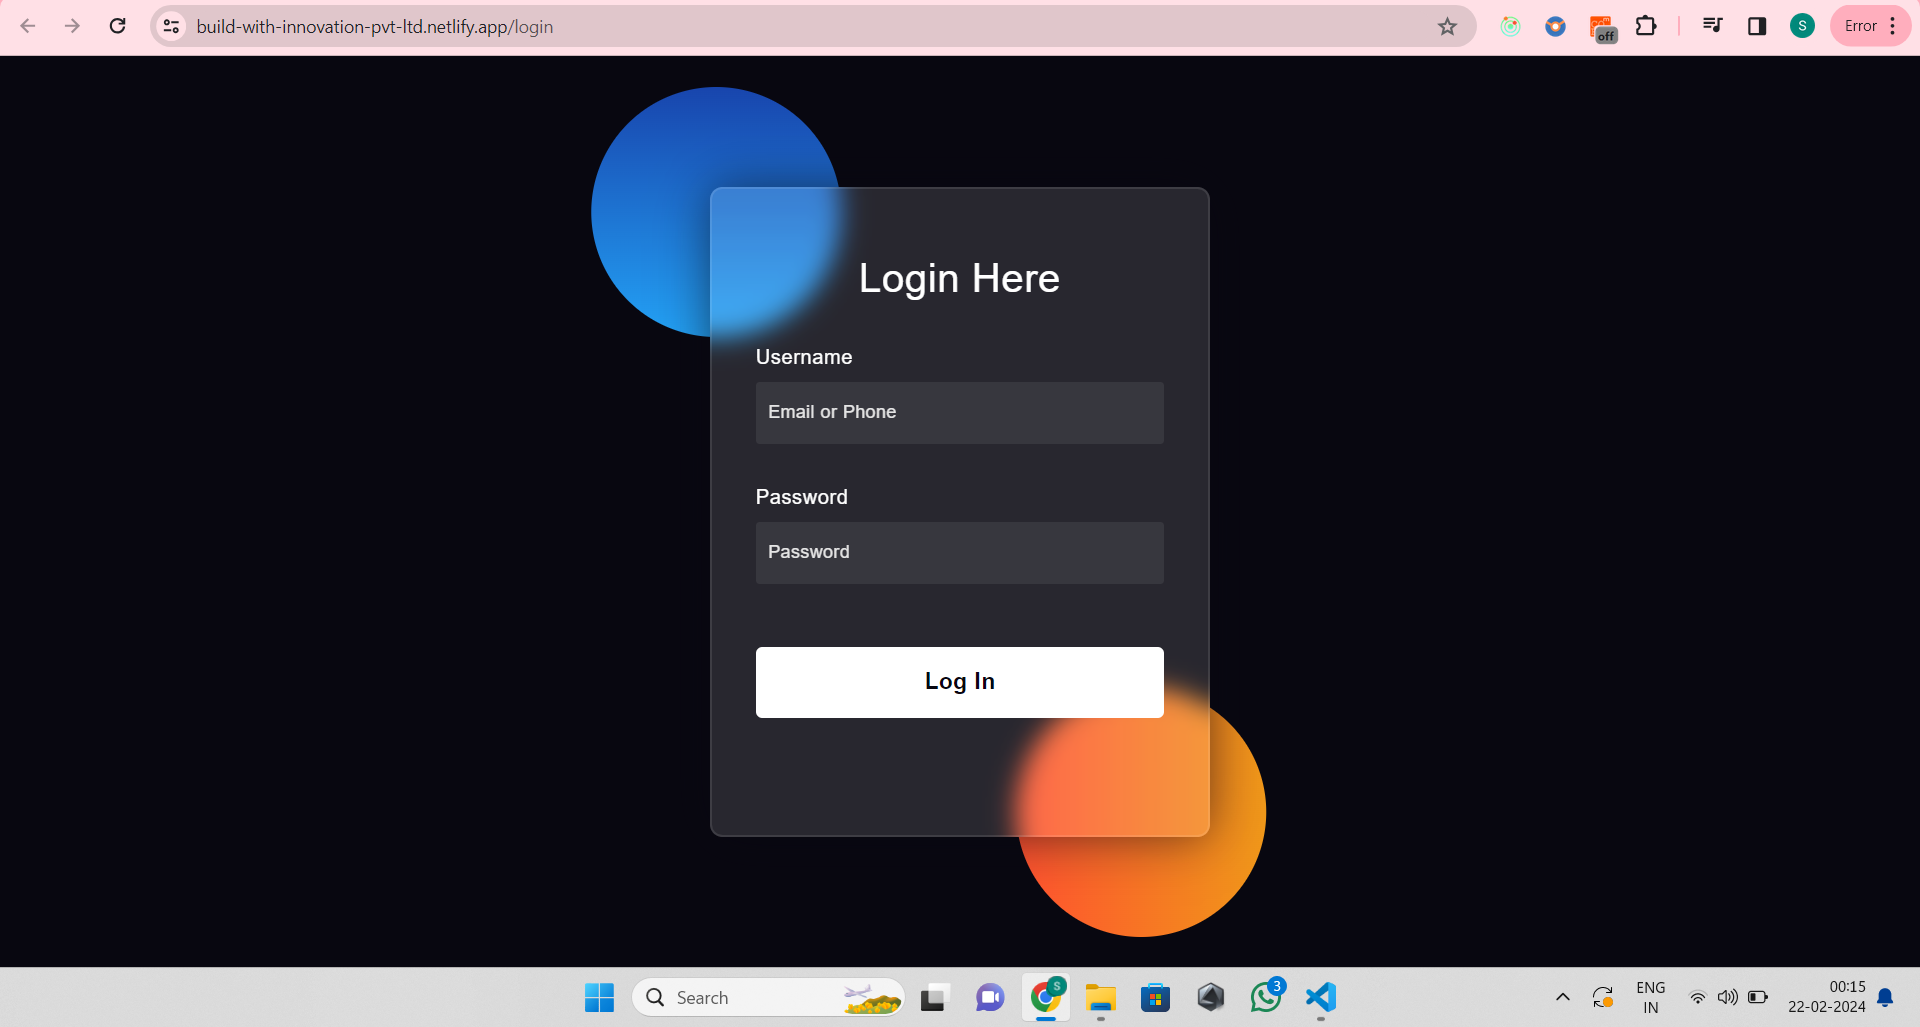 build-with-innovation-pvt-ltd.netlify.app/login
off
S
Error
Login Here
Username
Email or Phone
Password
Password
Log In
Search
S
3
ENG
IN
00:15
22-02-2024